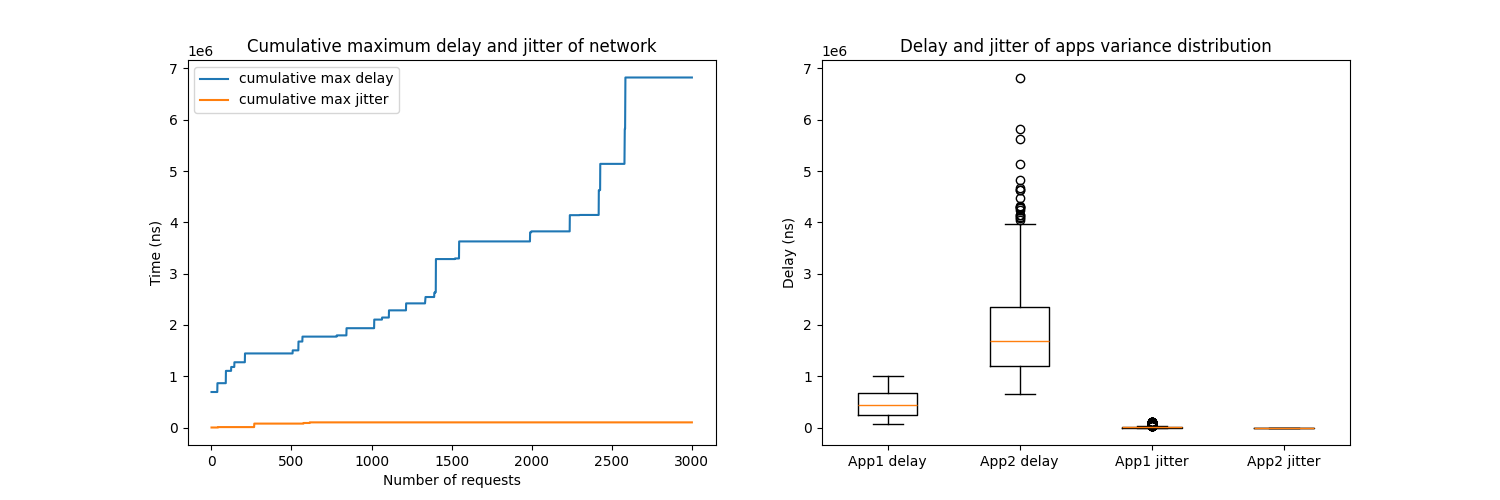 Cumulative maximum delay and jitter of network
1e6
7
6
5
4
3
2
1
0
Time (ns)
cumulative max delay
cumulative max jitter
0 500 1000 1500 2000 2500 3000
Number of requests
Delay and jitter of apps variance distribution
1e6
7
6
5
4
3
2
1
0
Delay (ns)
App1 delay App2 delay App1 jitter App2 jitter